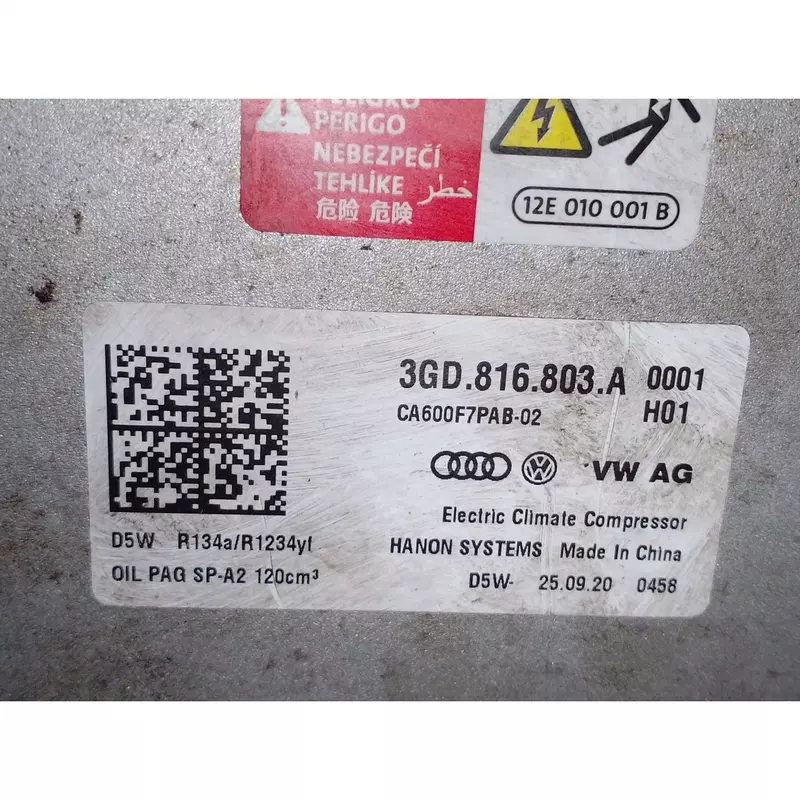 PELIGRO
PERIGO
NEBEZPEČÍ
TEHLİKE خطر
危险 危険
12E 010 001 B
3GD.816.803.A 0001
CA600F7PAB-02 H01
VW AG
Electric Climate Compressor
D5W R134a/R1234yf HANON SYSTEMS Made In China
OIL PAG SP-A2 120cm³ D5W- 25.09.20 0458